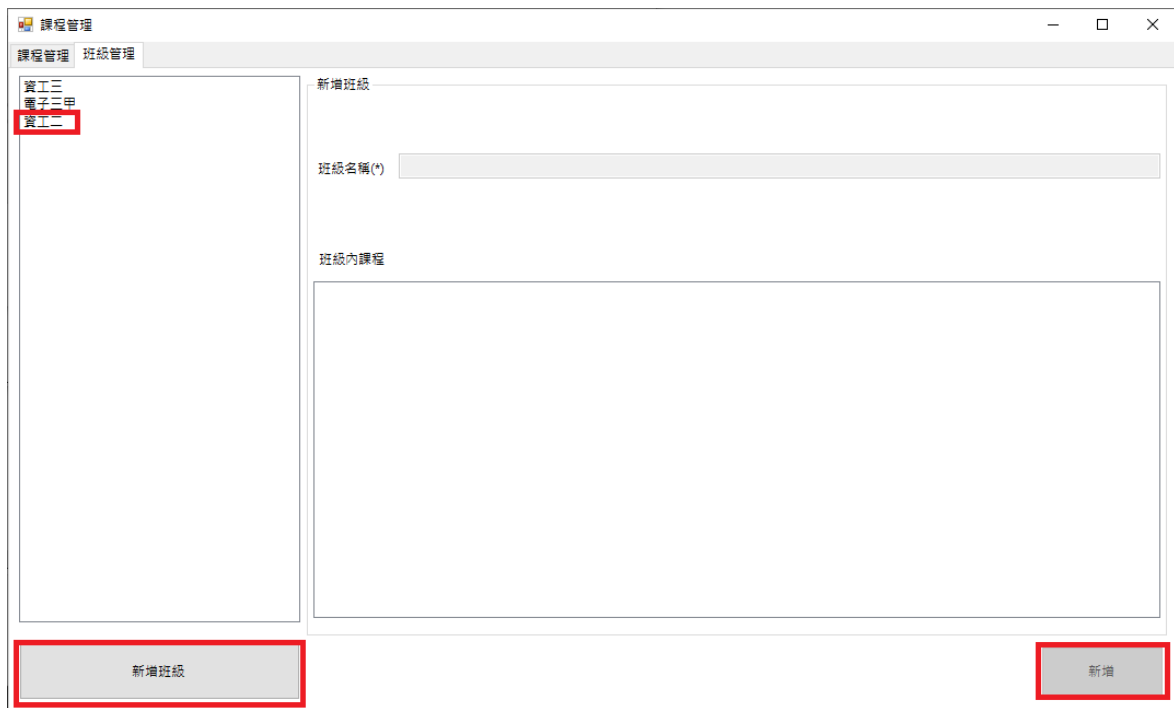 課程管理
課程管理 班級管理
資工三
電子三甲
資工二
新增班級
班級名稱(*)
班級內課程
新增班級
新增